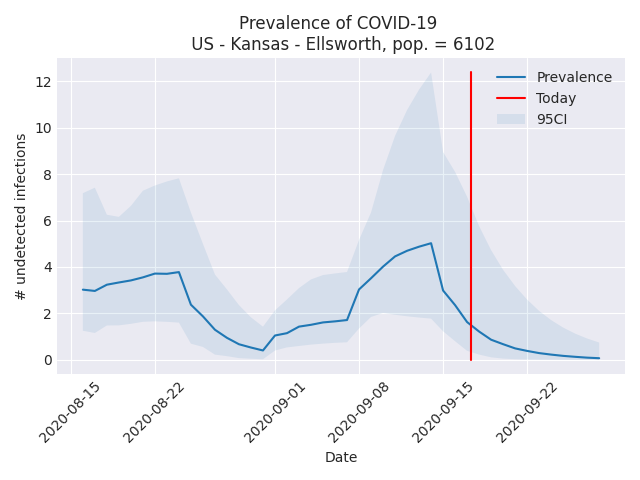 Prevalence of COVID-19
US - Kansas - Ellsworth, pop. = 6102
Prevalence
Today
95CI
# undetected infections
12
10
8
6
4
2
0
2020-08-15
2020-08-22
2020-09-01
2020-09-08
2020-09-15
2020-09-22
Date